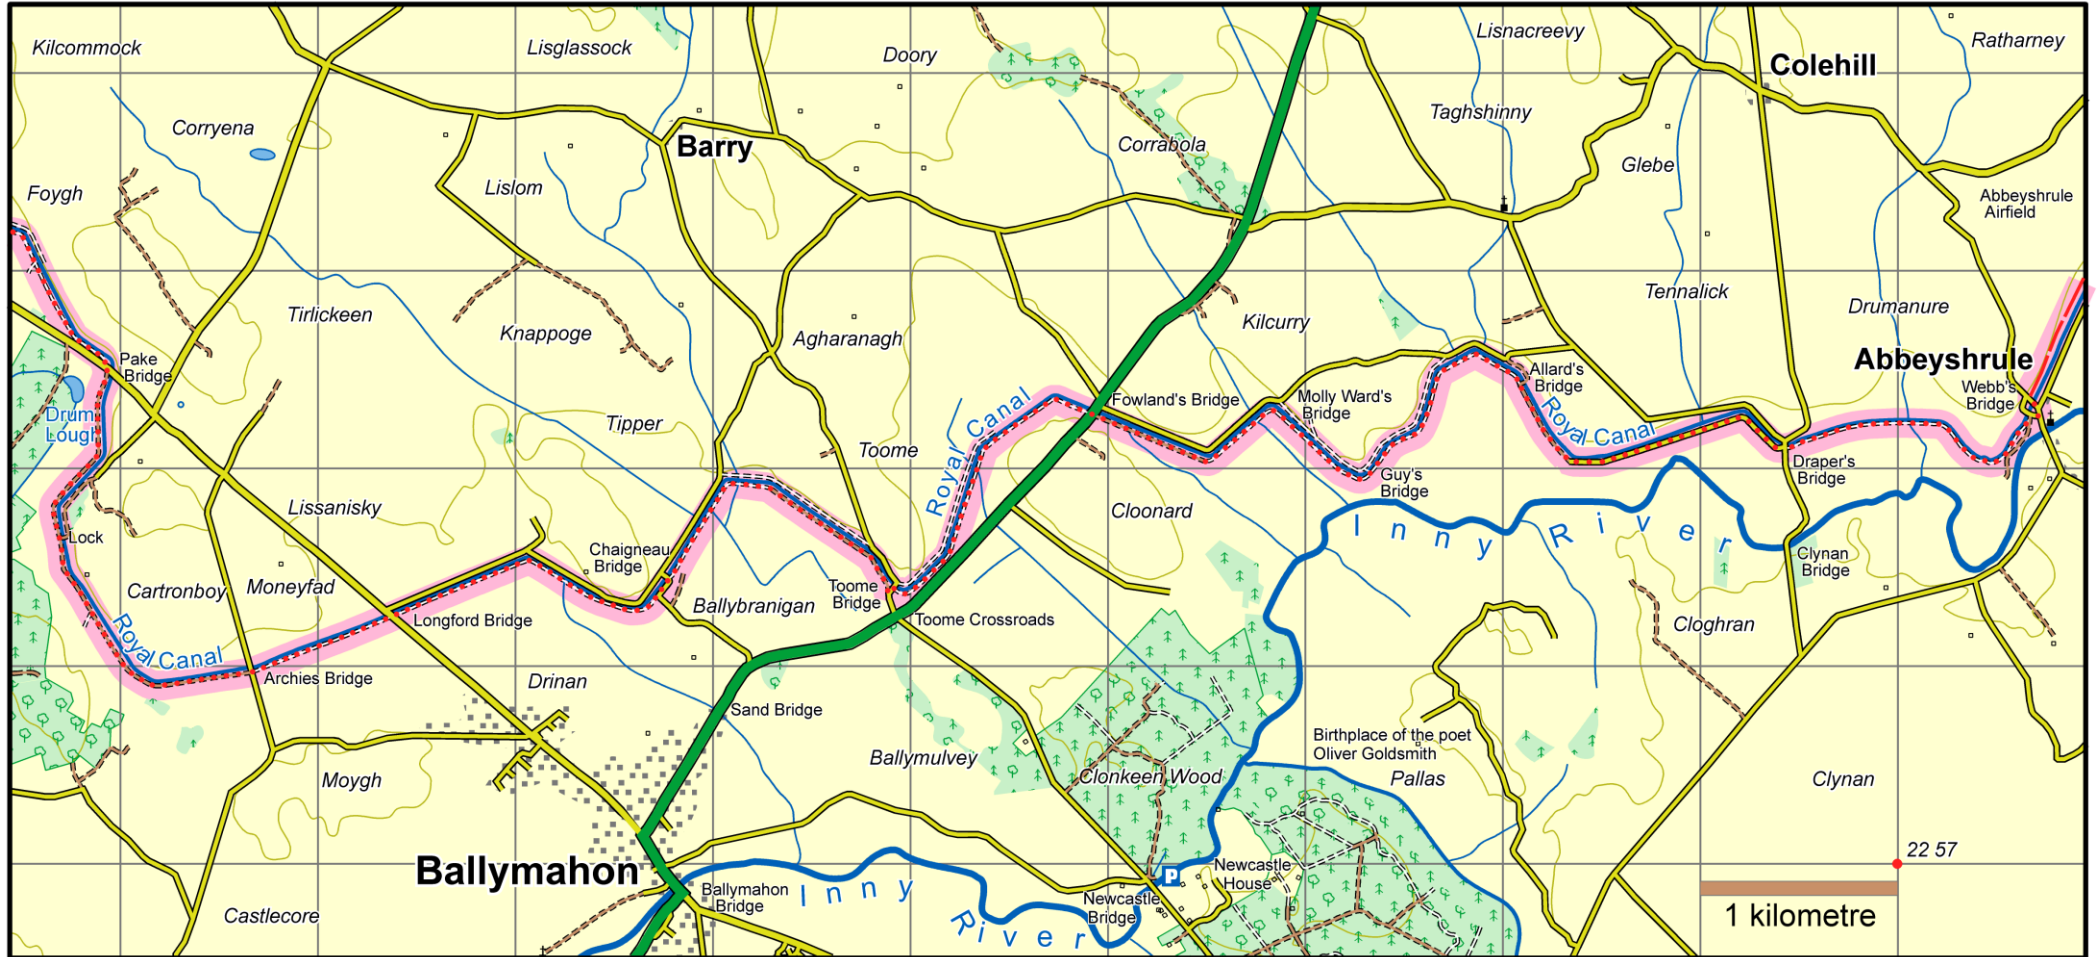 Kilcommock
Lisglassock
Doory
Lisnacreevy
Ratharney
Colehill
Corryena
Barry
Corrabola
Taghshinny
Glebe
Foygh
Lislom
Abbeyshrule
Airfield
Tirlickeen
Knappoge
Agharanagh
Kilcurry
Tennalick
Drumanure
Pake
Bridge
Abbeyshrule
Webb's
Bridge
Drum
Lough
Tipper
Toome
Royal Canal
Fowland's Bridge
Molly Ward's
Bridge
Allard's
Bridge
Royal Canal
Guy's
Bridge
Draper's
Bridge
Lissanisky
Lock
Cloonard
Inny River
Chaigneau
Bridge
Clynan
Bridge
Cartronboy
Moneyfad
Longford Bridge
Ballybranigan
Toome
Bridge
Toome Crossroads
Cloghran
Royal Canal
Archies Bridge
Drinan
Sand Bridge
Birthplace of the poet
Oliver Goldsmith
Pallas
Moygh
Ballymulvey
Clonkeen Wood
Clynan
Ballymahon
Ballymahon
Bridge
Inny
River
P
Newcastle
House
Newcastle
Bridge
22 57
1 kilometre
Castlecore